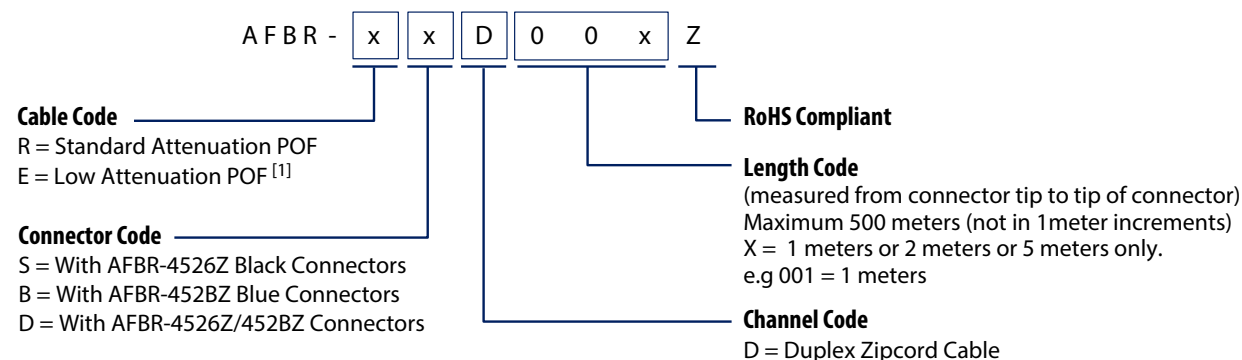 AFBR- x x D 0 0 x Z
Cable Code
R = Standard Attenuation POF
E = Low Attenuation POF [1]
Connector Code
S = With AFBR-4526Z Black Connectors
B = With AFBR-452BZ Blue Connectors
D = With AFBR-4526Z/452BZ Connectors
RoHS Compliant
Length Code
(measured from connector tip to tip of connector)
Maximum 500 meters (not in 1meter increments)
X = 1 meters or 2 meters or 5 meters only.
e.g 001 = 1 meters
Channel Code
D = Duplex Zipcord Cable